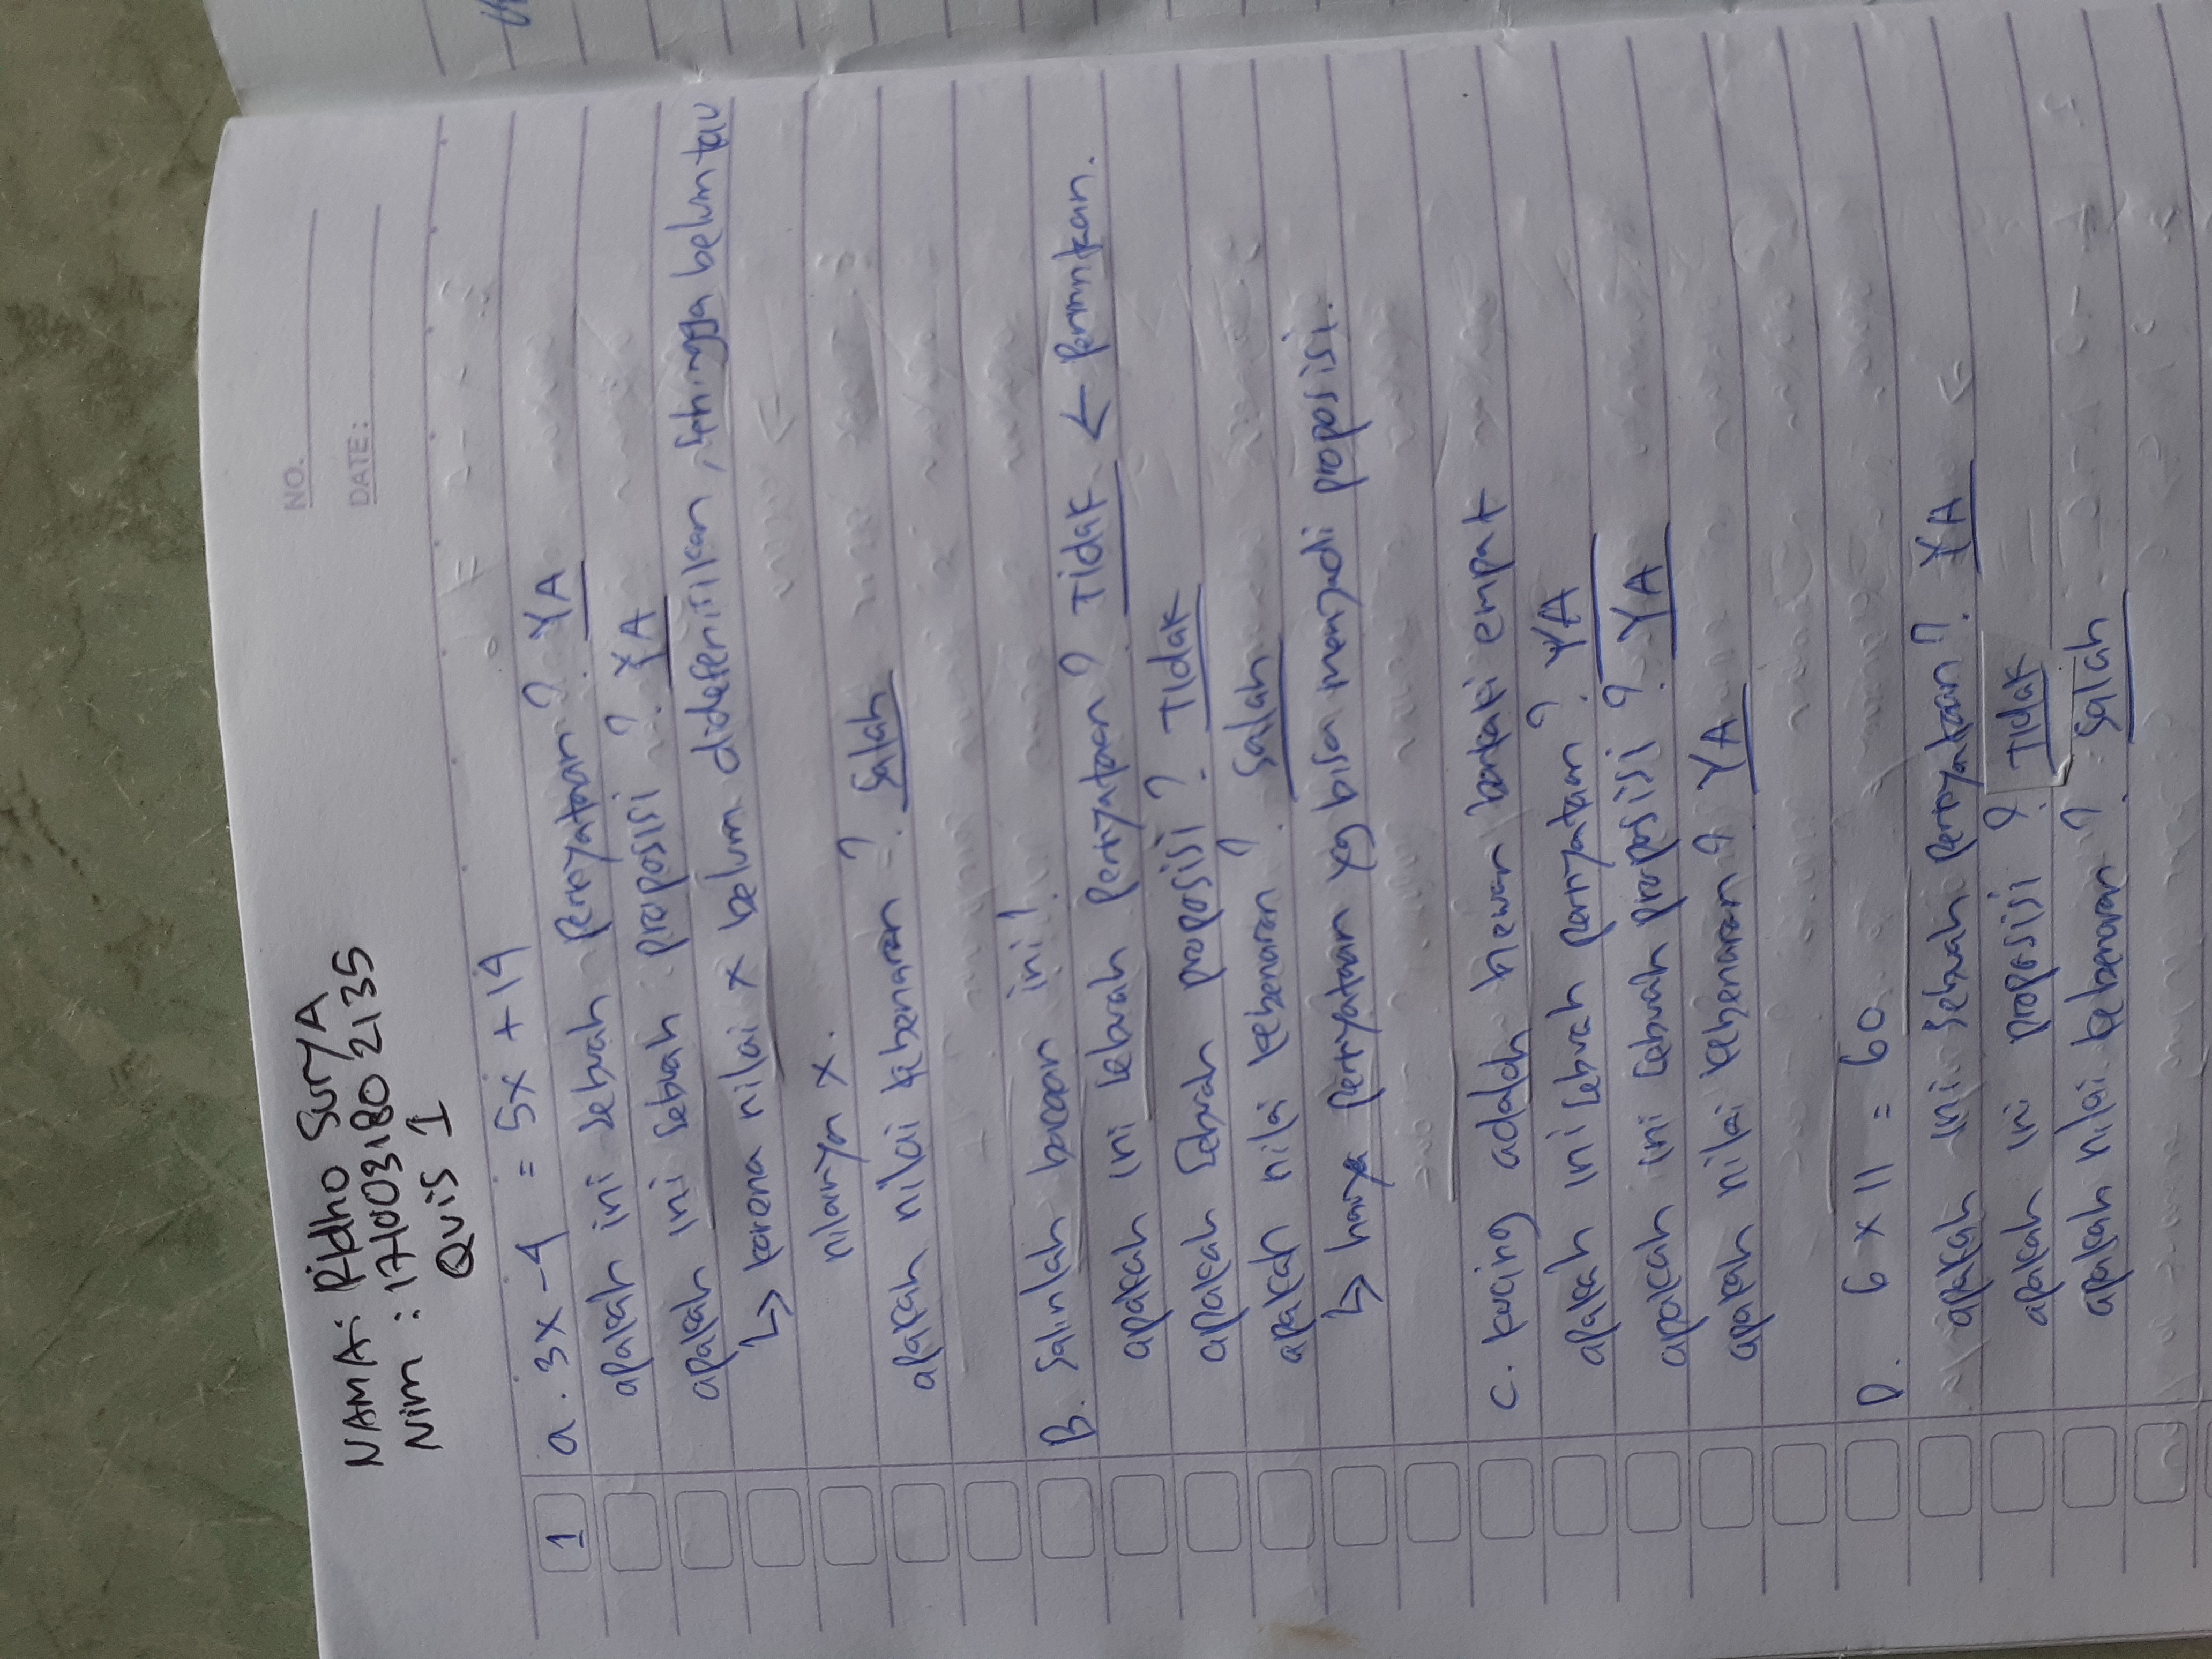 NO.
DATE:
NAMA: Ridho SuryA
Nim : 171003180 2135
Quis 1
1 a. 3x - 4 = 5x + 14
apakah ini sebuah pernyataan? YA
apakah ini sebuah proposisi? YA
↳ karena nilai x belum didefenisikan, sehingga belum tau
nilainya x.
apakah nilai kebenaran? Salah
B. Salinlah bacaan ini!
apakah ini sebuah pernyataan? Tidak ← Permintaan.
apakah sebuah proposisi? Tidak
apakah nilai kebenaran? Salah
↳ hanya pernyataan yg bisa menjadi proposisi.
C. kucing adalah hewan berkaki empat
apakah ini sebuah pernyataan? YA
apakah ini sebuah proposisi? YA
apakah nilai kebenaran? YA
D. 6 x 11 = 60
apakah ini sebuah pernyataan? YA
apakah ini proposisi? Tidak
apakah nilai kebenaran? Salah